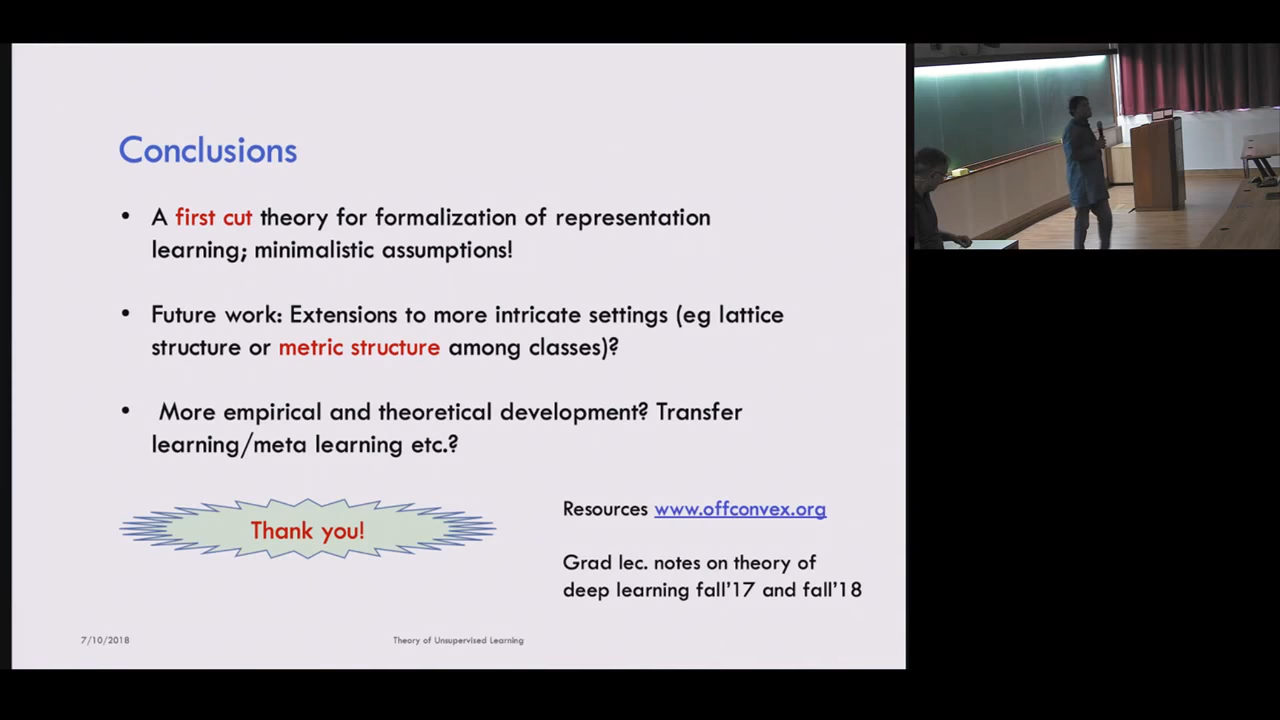 Conclusions
• A first cut theory for formalization of representation
learning; minimalistic assumptions!
• Future work: Extensions to more intricate settings (eg lattice
structure or metric structure among classes)?
• More empirical and theoretical development? Transfer
learning/meta learning etc.?
Thank you!
Resources www.offconvex.org
Grad lec. notes on theory of
deep learning fall'17 and fall'18
7/10/2018
Theory of Unsupervised Learning